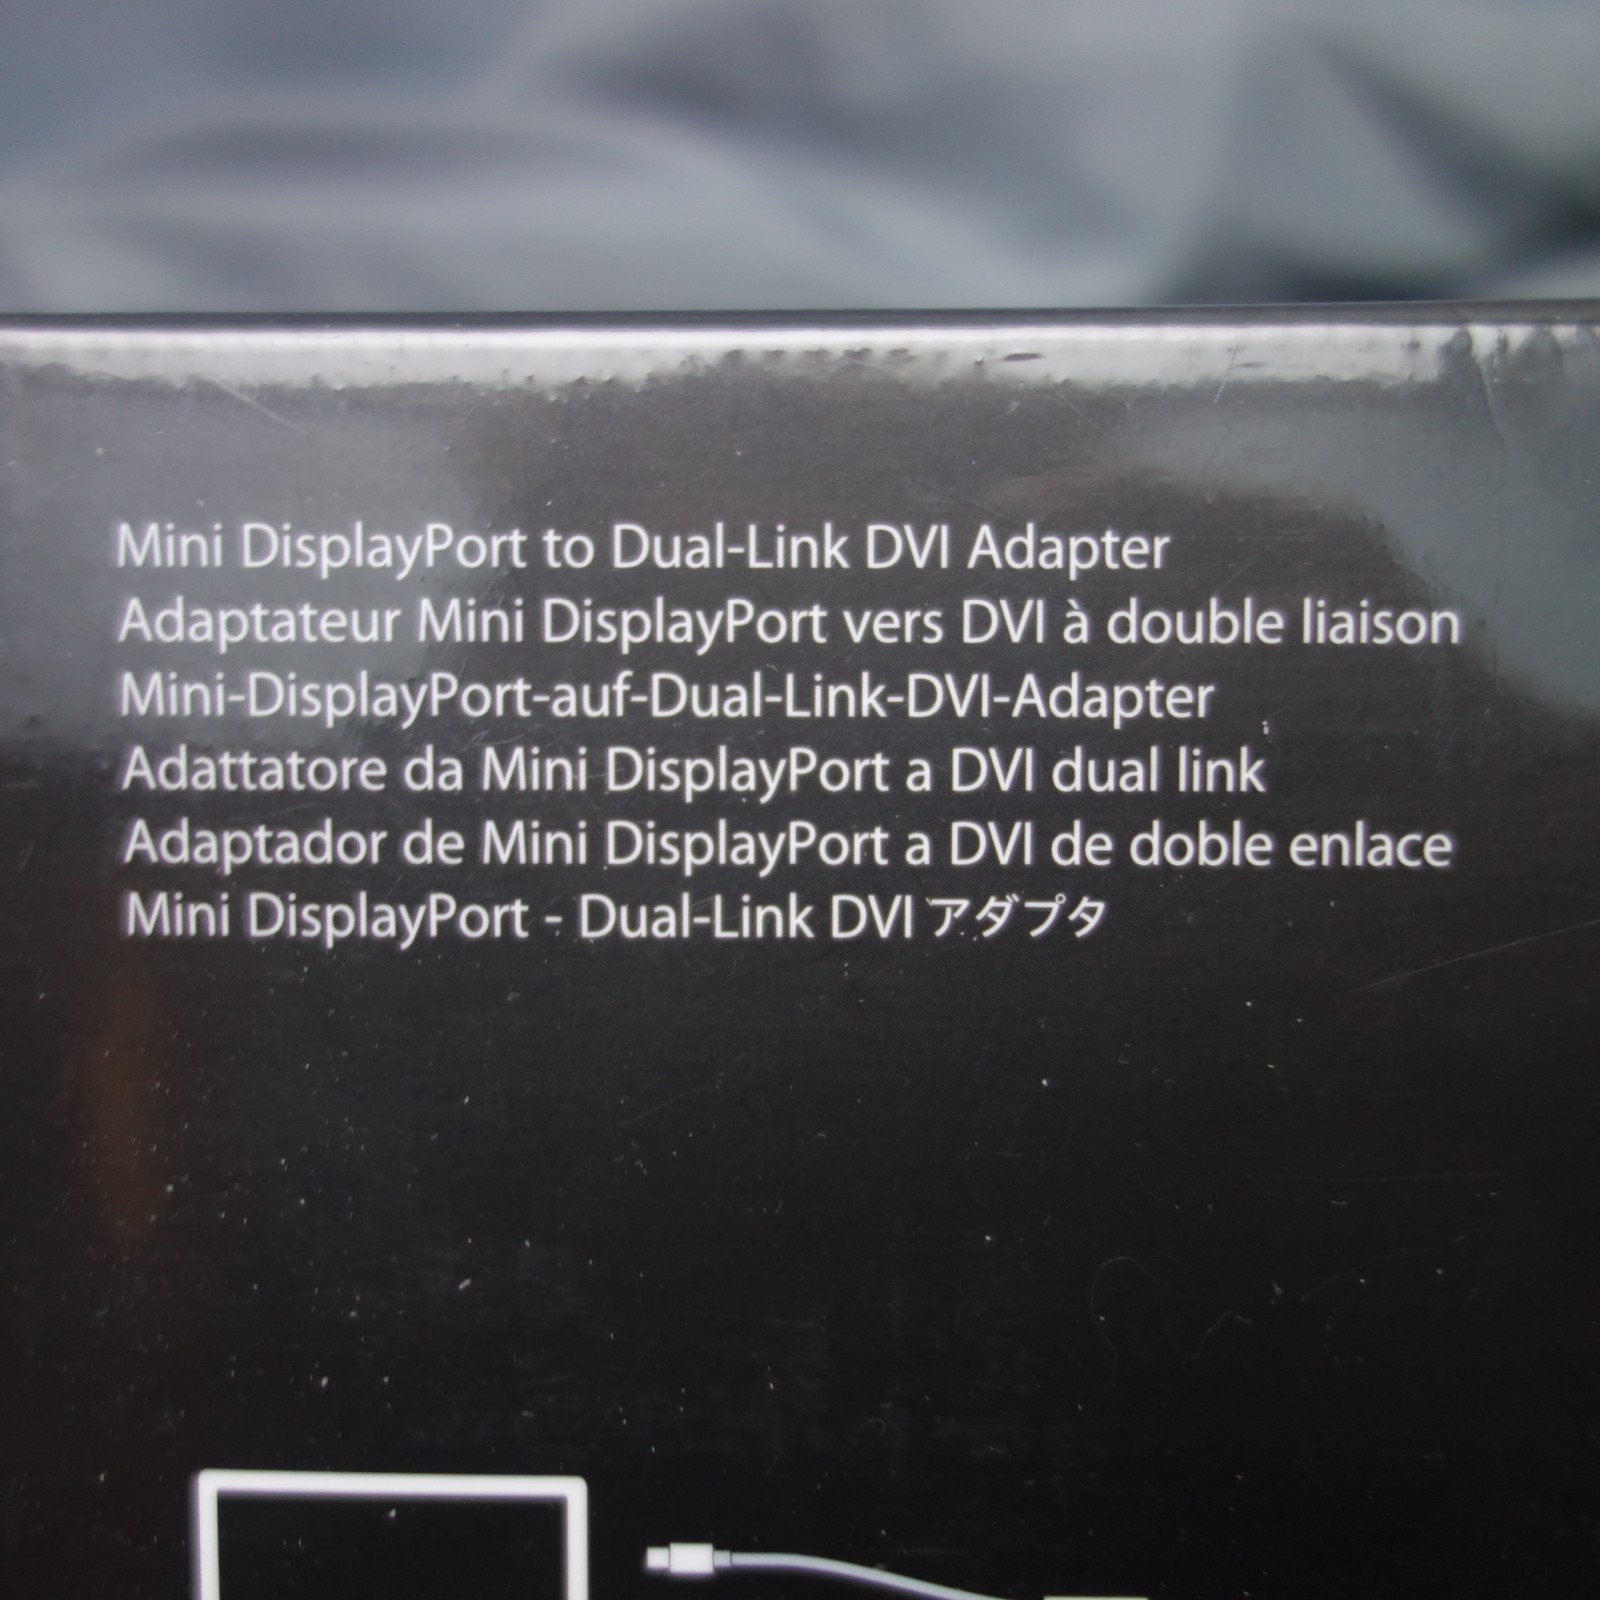 Mini DisplayPort to Dual-Link DVI Adapter
Adaptateur Mini DisplayPort vers DVI à double liaison
Mini-DisplayPort-auf-Dual-Link-DVI-Adapter
Adattatore da Mini DisplayPort a DVI dual link
Adaptador de Mini DisplayPort a DVI de doble enlace
Mini DisplayPort - Dual-Link DVI アダプタ